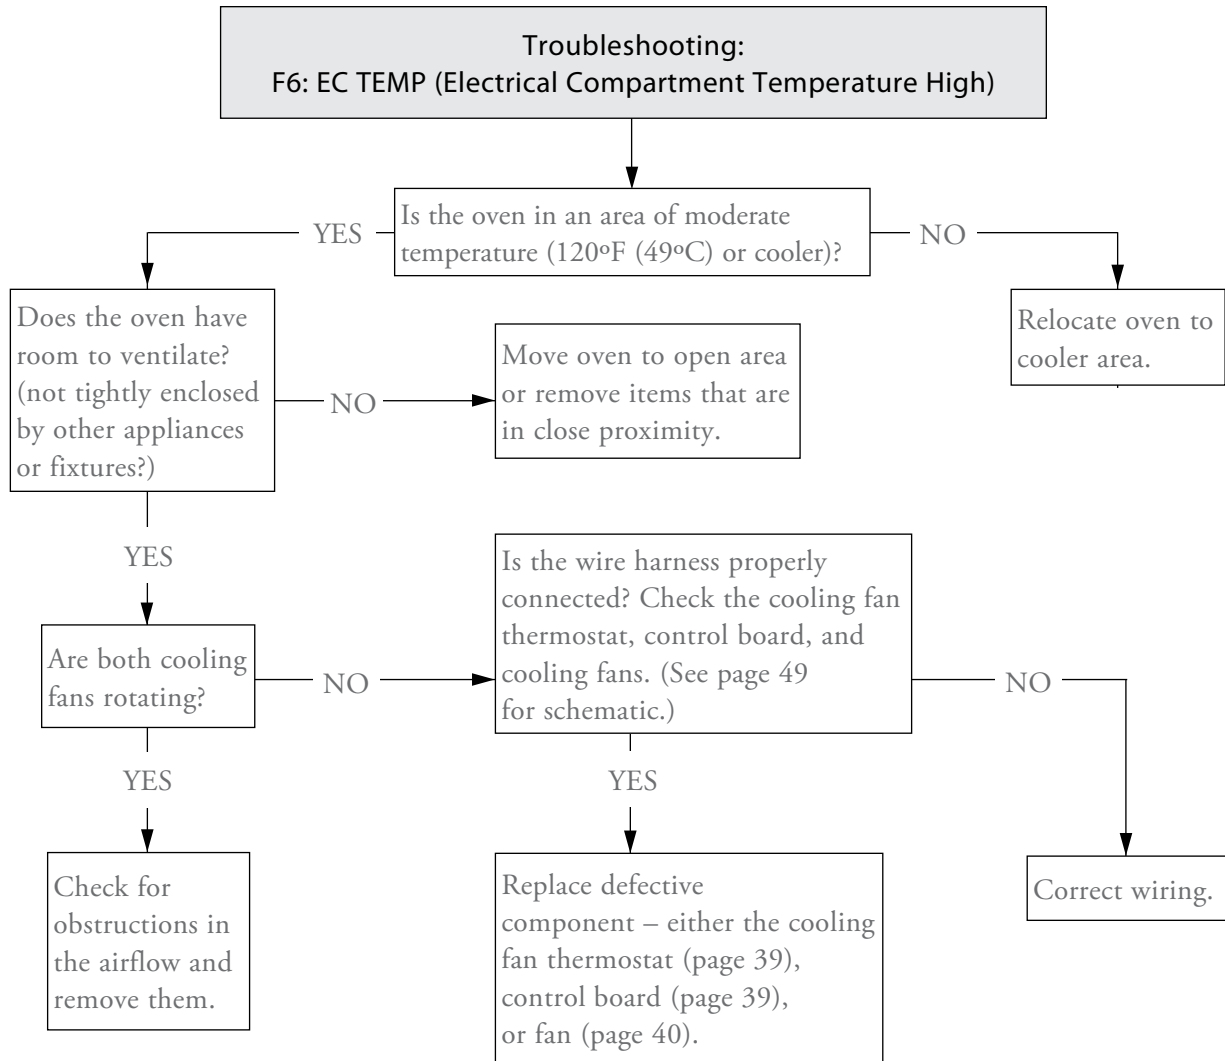 Troubleshooting:
F6: EC TEMP (Electrical Compartment Temperature High)
Is the oven in an area of moderate
temperature (120ºF (49ºC) or cooler)?
YES
NO
Does the oven have
room to ventilate?
(not tightly enclosed
by other appliances
or fixtures?)
NO
Move oven to open area
or remove items that are
in close proximity.
Relocate oven to
cooler area.
YES
Are both cooling
fans rotating?
NO
Is the wire harness properly
connected? Check the cooling fan
thermostat, control board, and
cooling fans. (See page 49
for schematic.)
NO
YES
YES
Check for
obstructions in
the airflow and
remove them.
Replace defective
component – either the cooling
fan thermostat (page 39),
control board (page 39),
or fan (page 40).
Correct wiring.